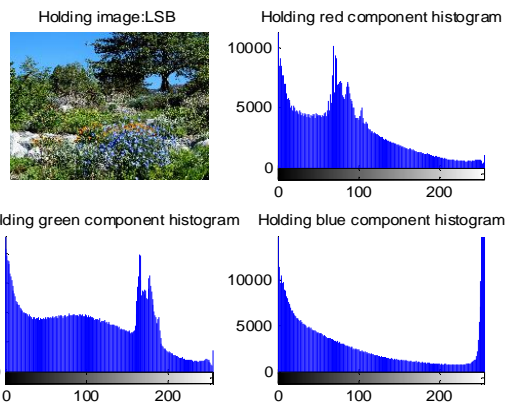 Holding image:LSB
Holding red component histogram
10000
5000
0
0 100 200
lding green component histogram
0 100 200
Holding blue component histogram
10000
5000
0
0 100 200